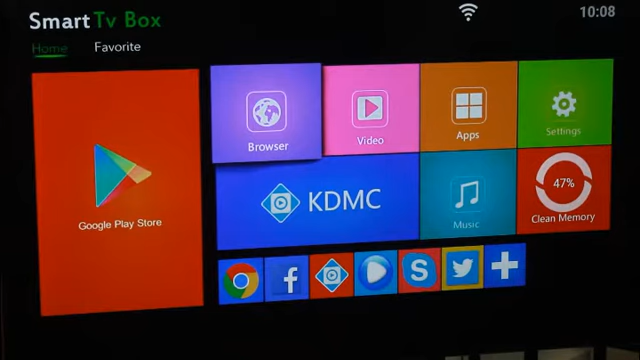 Smart Tv Box
10:08
Home
Favorite
Google Play Store
Browser
Video
Apps
Settings
KDMC
Music
47%
Clean Memory